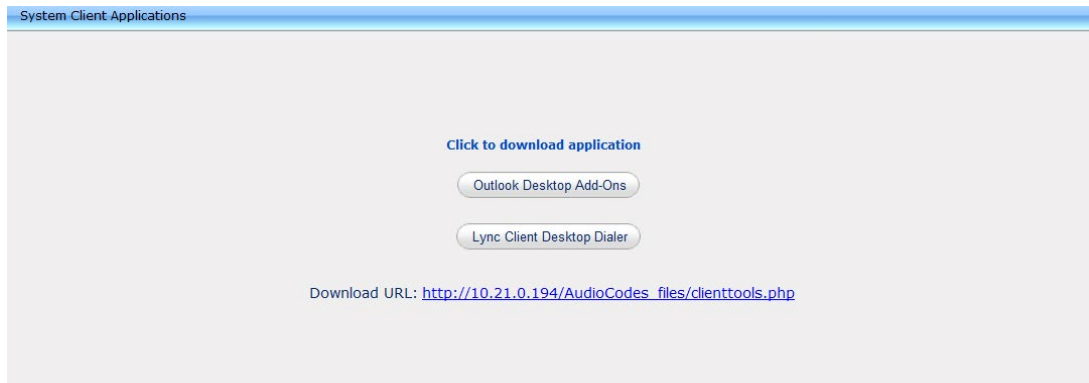 System Client Applications
Click to download application
Outlook Desktop Add-Ons
Lync Client Desktop Dialer
Download URL: http://10.21.0.194/AudioCodes_files/clienttools.php